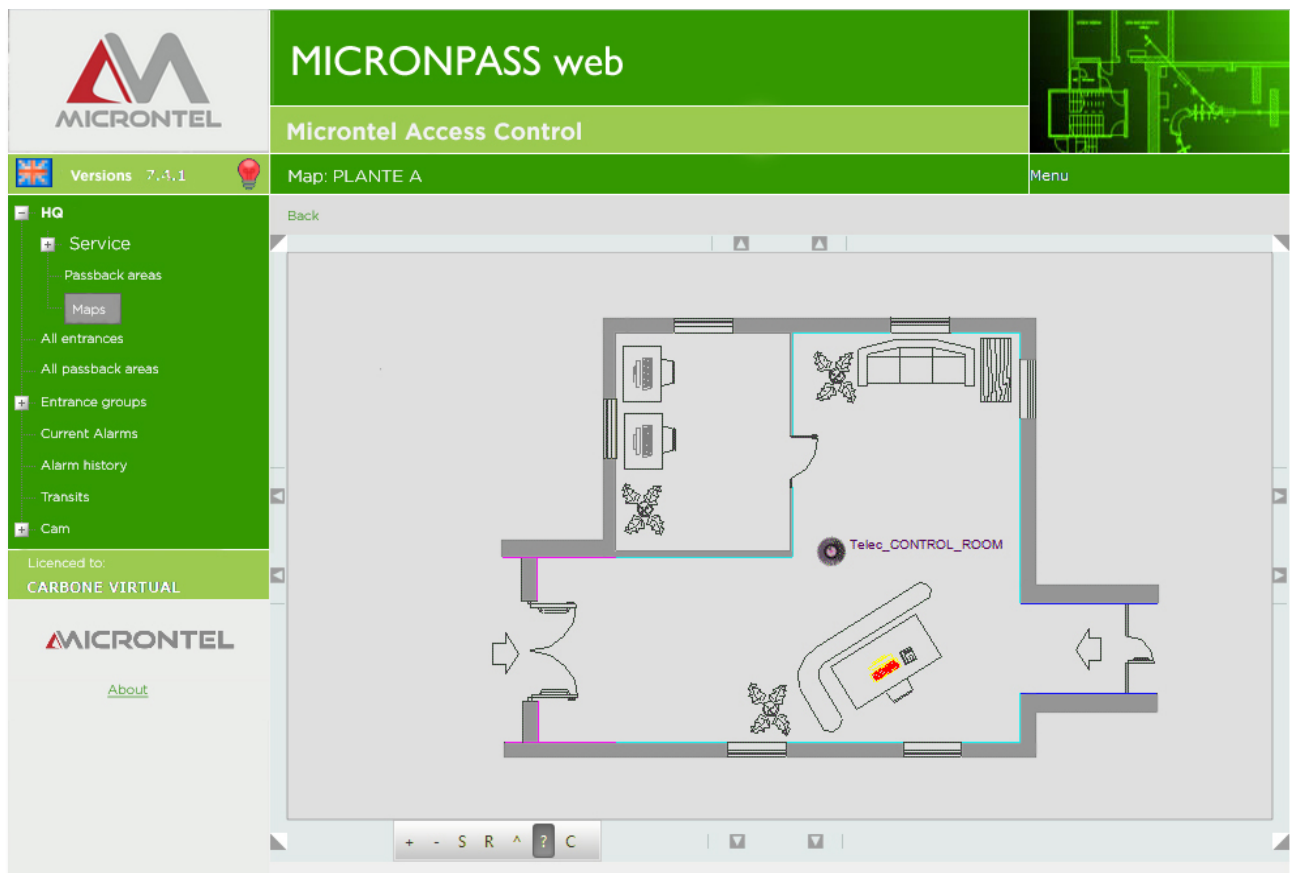 MICRONTEL
MICRONPASS web
Microntel Access Control
Versions 7.4.1
Map: PLANTE A
Menu
HQ
Service
Passback areas
Maps
All entrances
All passback areas
Entrance groups
Current Alarms
Alarm history
Transits
Cam
Licenced to:
CARBONE VIRTUAL
MICRONTEL
About
Back
Telec_CONTROL_ROOM
+ - S R ^ ? C